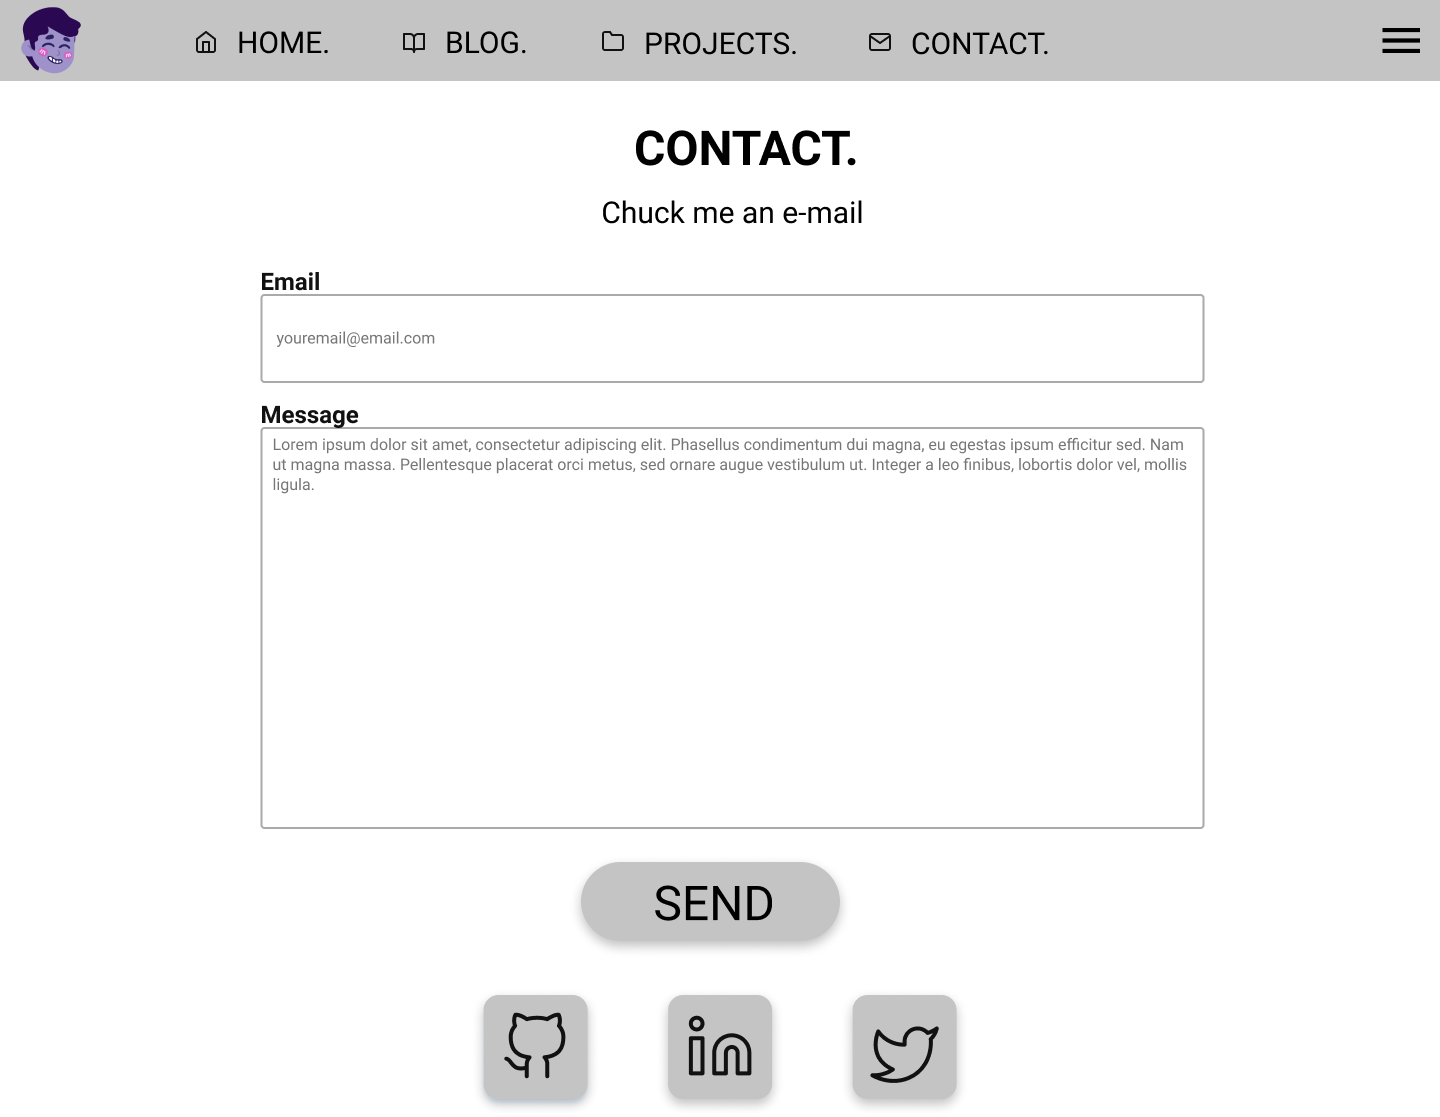 HOME. BLOG. PROJECTS. CONTACT.
CONTACT.
Chuck me an e-mail
Email
youremail@email.com
Message
Lorem ipsum dolor sit amet, consectetur adipiscing elit. Phasellus condimentum dui magna, eu egestas ipsum efficitur sed. Nam
ut magna massa. Pellentesque placerat orci metus, sed ornare augue vestibulum ut. Integer a leo finibus, lobortis dolor vel, mollis
ligula.
SEND
in